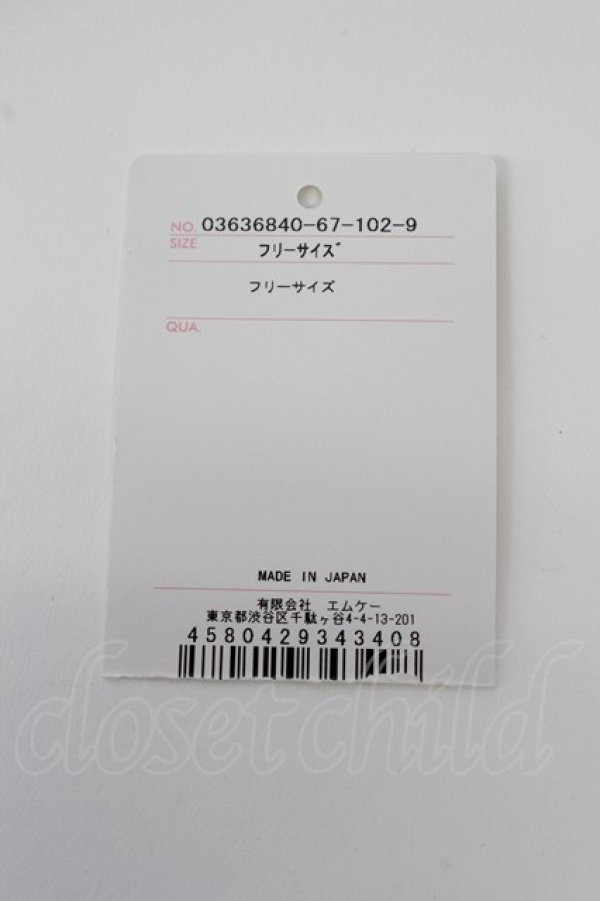 NO. 03636840-67-102-9
SIZE フリーサイズ
フリーサイズ
QUA.
MADE IN JAPAN
有限会社 エムケー
東京都渋谷区千駄ヶ谷4-4-13-201
4580429343408
closetchild